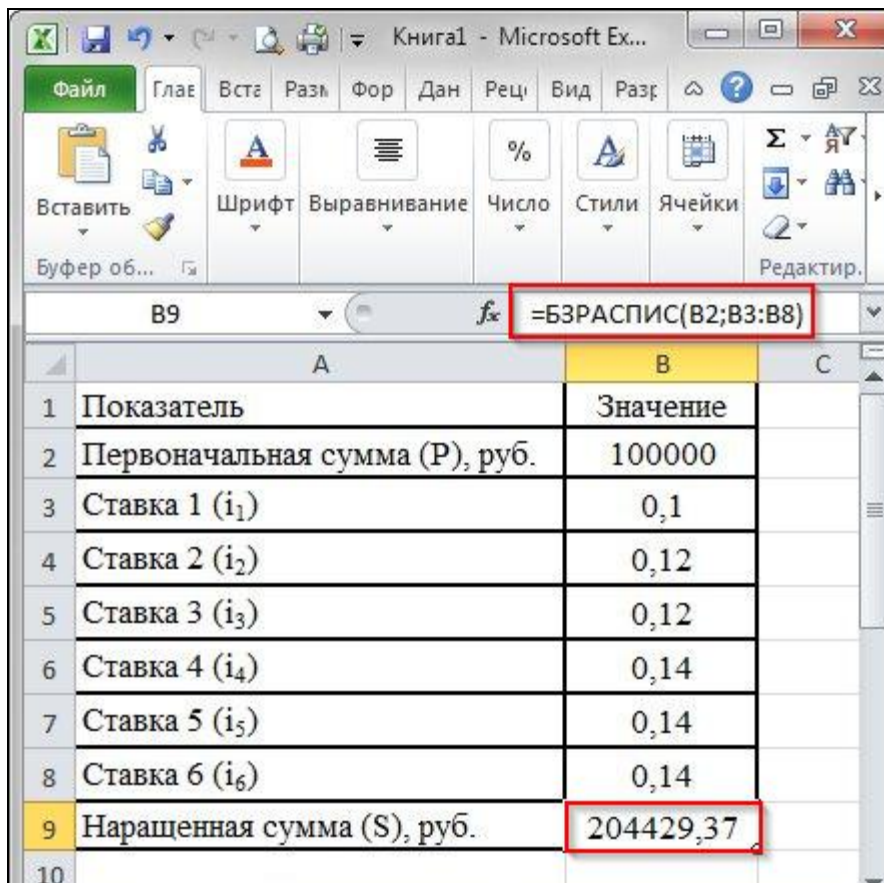 Книга1 - Microsoft Ex...
Файл Глав Вста Разм Фор Дан Реце Вид Разр
Вставить
Шрифт Выравнивание Число Стили Ячейки
Буфер об... Редактир.
B9 fx =БЗРАСПИС(B2;B3:B8)
A B C
1 Показатель Значение
2 Первоначальная сумма (P), руб. 100000
3 Ставка 1 (i₁) 0,1
4 Ставка 2 (i₂) 0,12
5 Ставка 3 (i₃) 0,12
6 Ставка 4 (i₄) 0,14
7 Ставка 5 (i₅) 0,14
8 Ставка 6 (i₆) 0,14
9 Наращенная сумма (S), руб. 204429,37
10